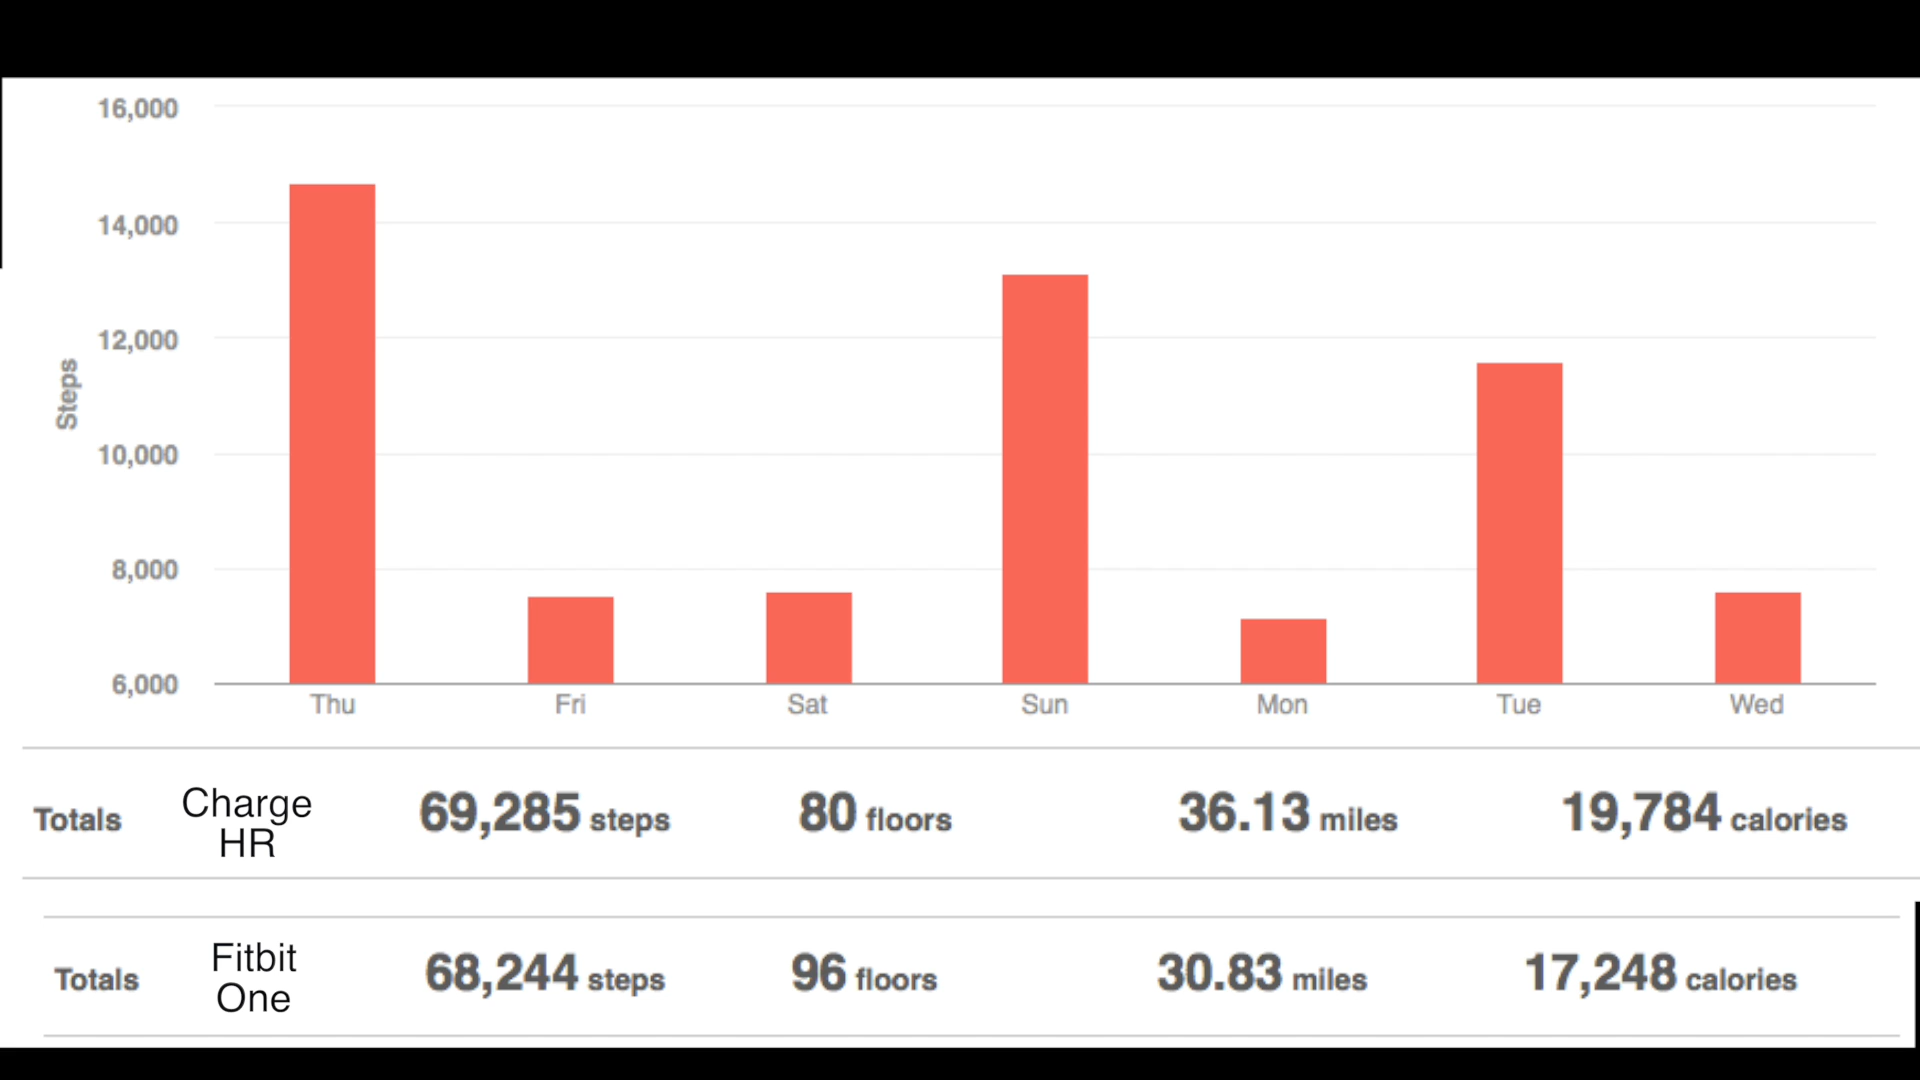 16,000
14,000
12,000
10,000
8,000
6,000
Steps
Thu Fri Sat Sun Mon Tue Wed
Totals Charge HR 69,285 steps 80 floors 36.13 miles 19,784 calories
Totals Fitbit One 68,244 steps 96 floors 30.83 miles 17,248 calories